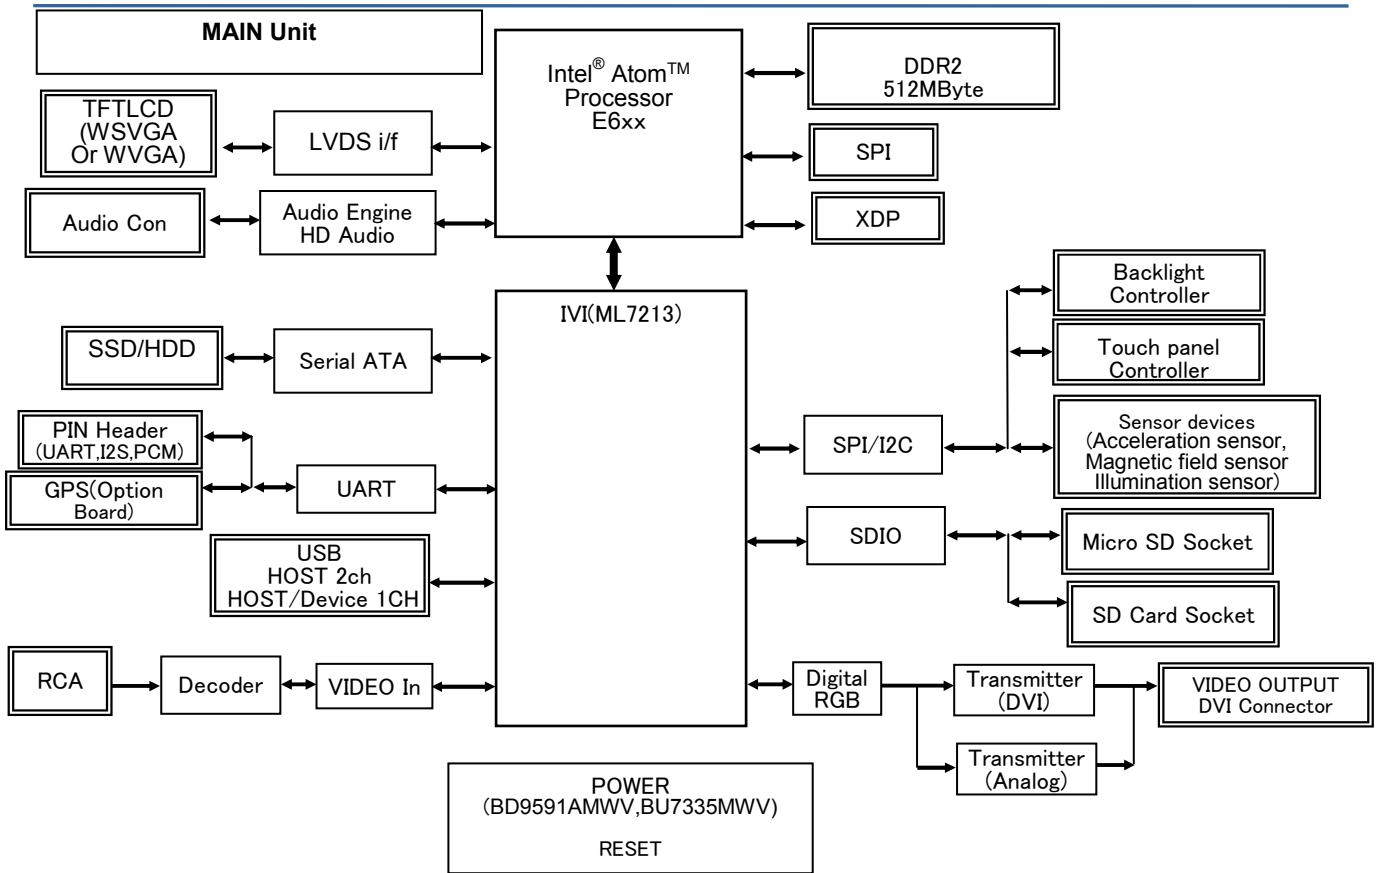 MAIN Unit
Intel® Atom™
Processor
E6xx
DDR2
512MByte
TFTLCD
(WSVGA
Or WVGA)
LVDS i/f
SPI
Audio Con
Audio Engine
HD Audio
XDP
IVI(ML7213)
Backlight
Controller
SSD/HDD
Serial ATA
Touch panel
Controller
PIN Header
(UART,I2S,PCM)
GPS(Option
Board)
UART
SPI/I2C
Sensor devices
(Acceleration sensor,
Magnetic field sensor
Illumination sensor)
USB
HOST 2ch
HOST/Device 1CH
SDIO
Micro SD Socket
SD Card Socket
RCA
Decoder
VIDEO In
Digital
RGB
Transmitter
(DVI)
VIDEO OUTPUT
DVI Connector
Transmitter
(Analog)
POWER
(BD9591AMWV,BU7335MWV)
RESET